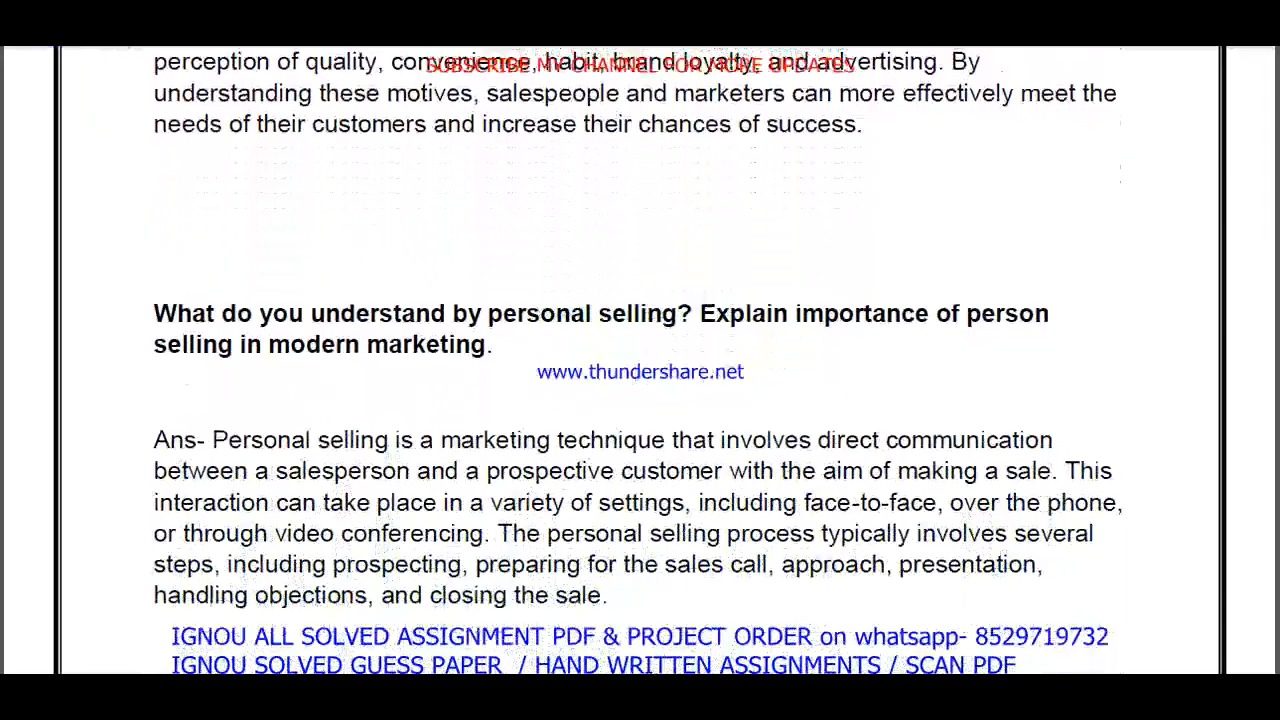 perception of quality, convenience, habit, brand loyalty, and advertising. By
SUBSCRIBE MY CHANNEL FOR MORE UPDATES
understanding these motives, salespeople and marketers can more effectively meet the
needs of their customers and increase their chances of success.
What do you understand by personal selling? Explain importance of person
selling in modern marketing.
www.thundershare.net
Ans- Personal selling is a marketing technique that involves direct communication
between a salesperson and a prospective customer with the aim of making a sale. This
interaction can take place in a variety of settings, including face-to-face, over the phone,
or through video conferencing. The personal selling process typically involves several
steps, including prospecting, preparing for the sales call, approach, presentation,
handling objections, and closing the sale.
IGNOU ALL SOLVED ASSIGNMENT PDF & PROJECT ORDER on whatsapp- 8529719732
IGNOU SOLVED GUESS PAPER / HAND WRITTEN ASSIGNMENTS / SCAN PDF